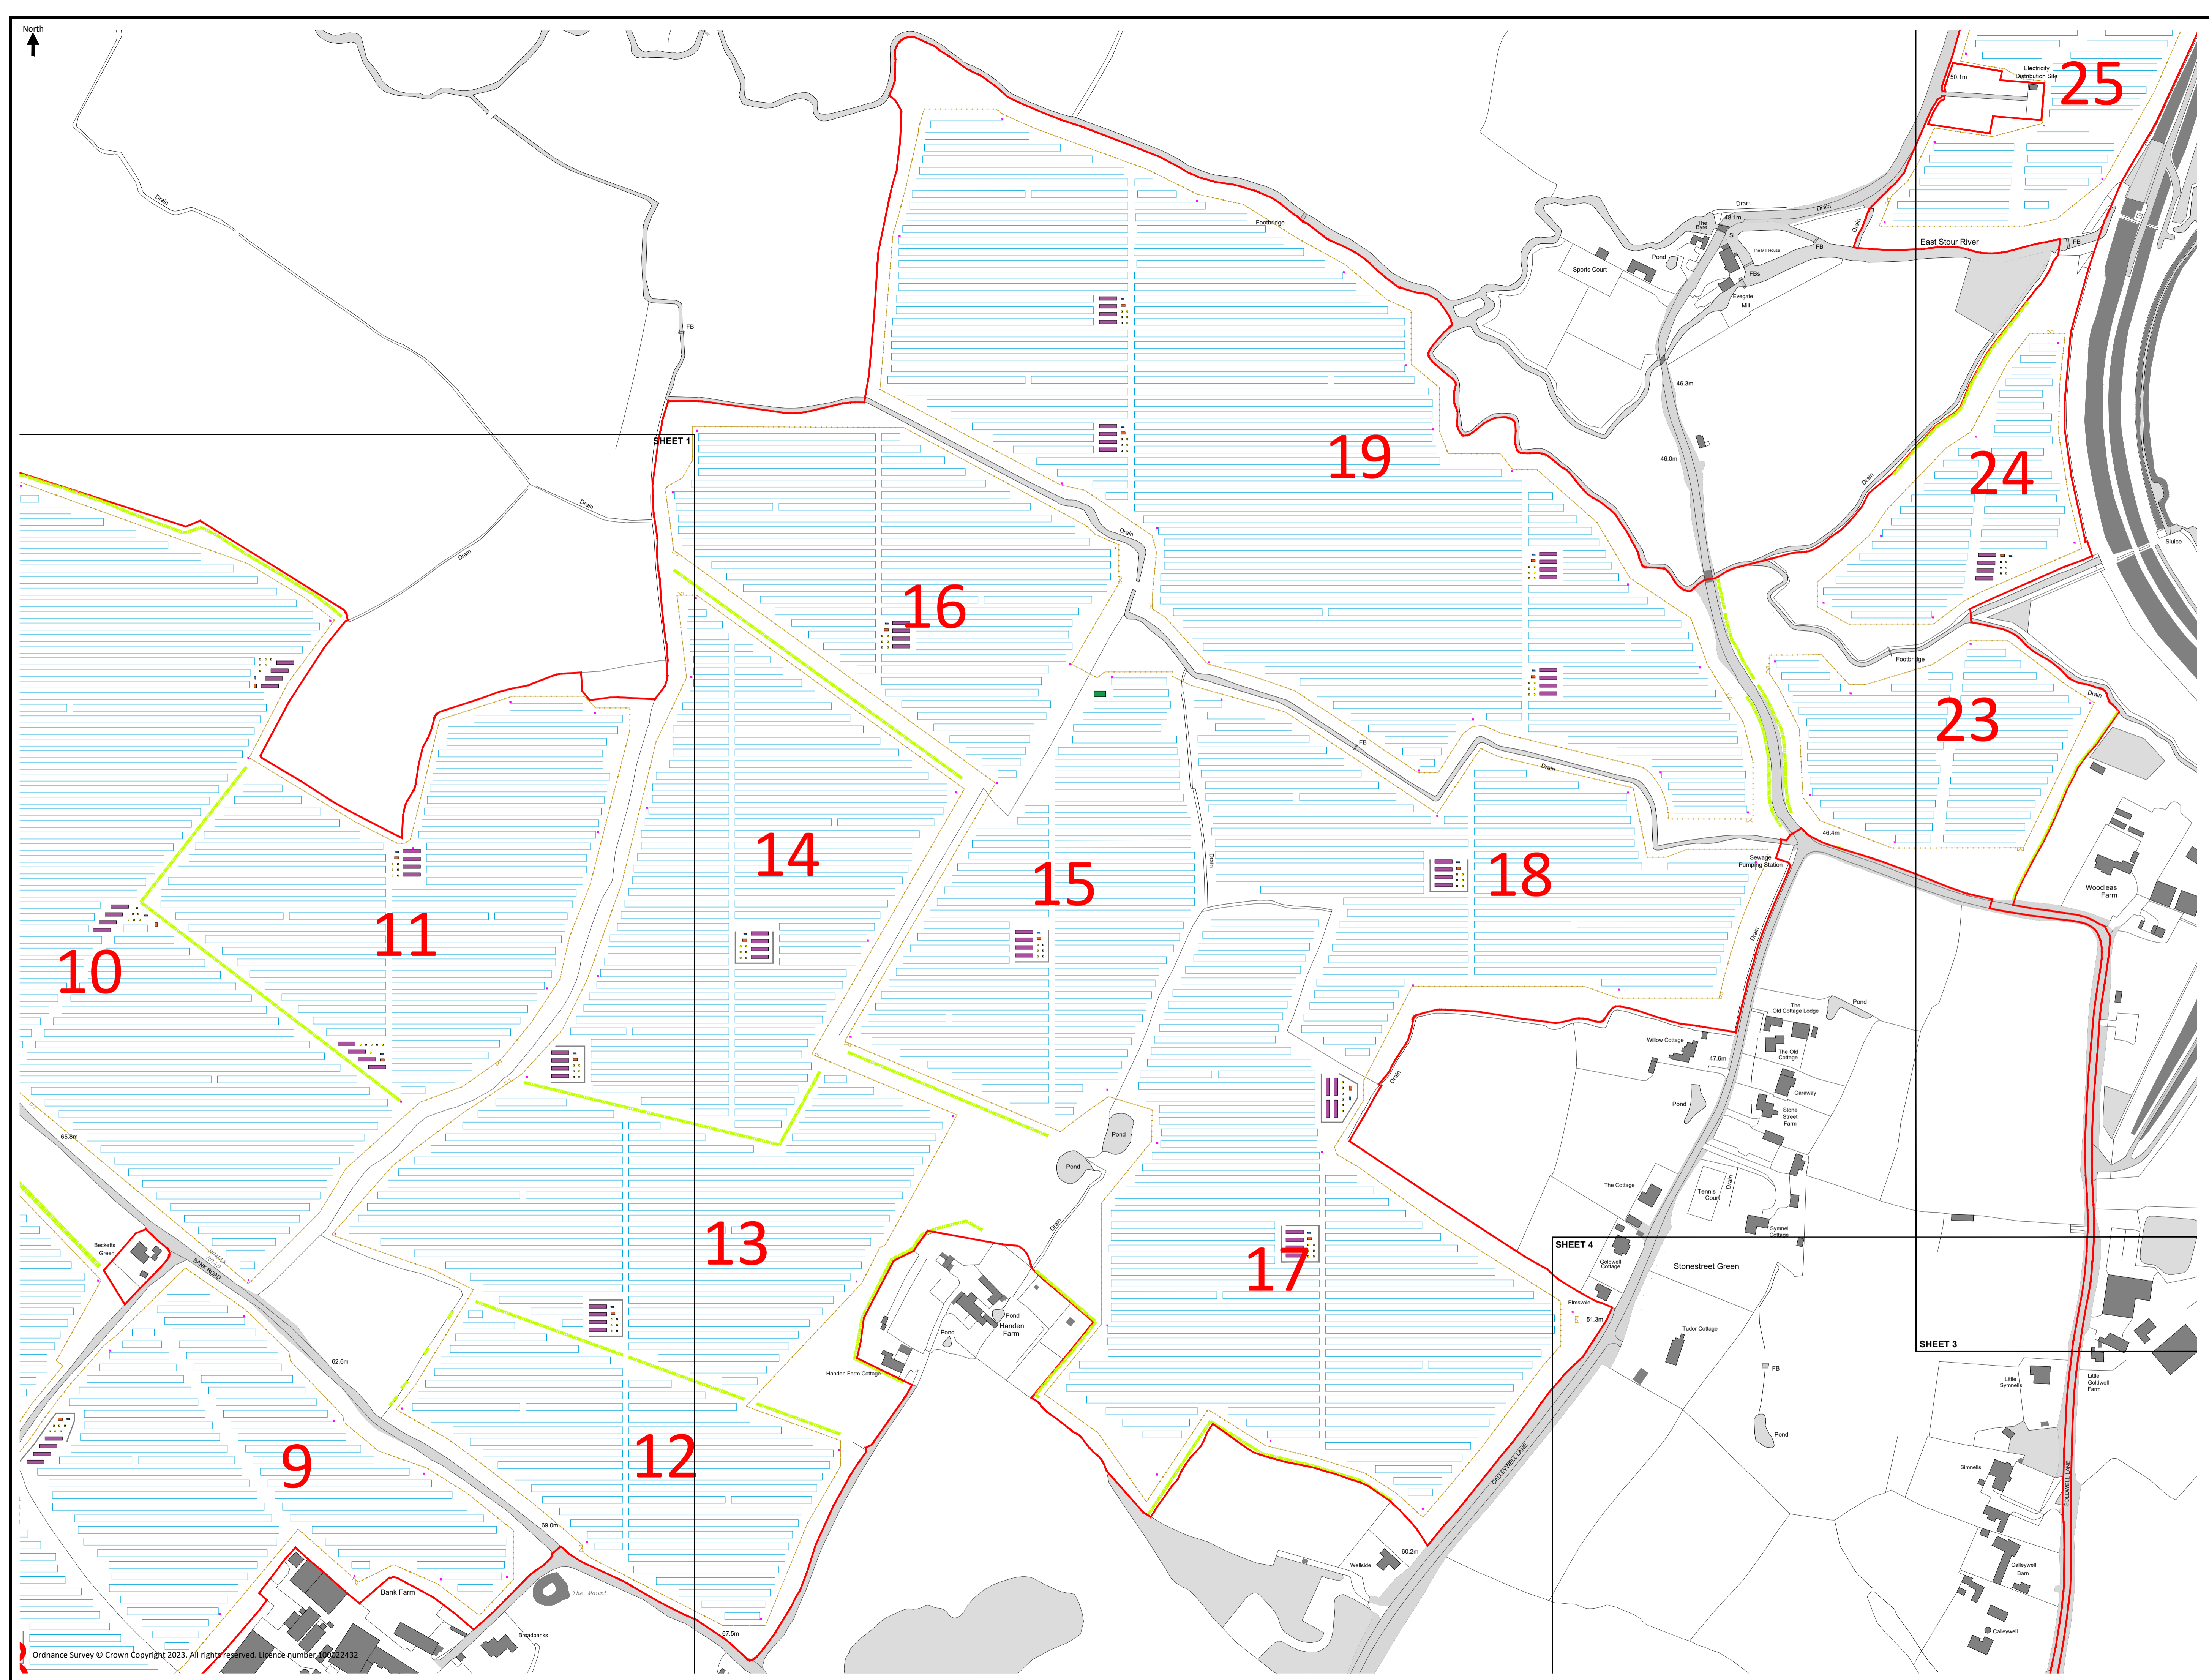 North
25
Electricity
Distribution Site
50.1m
Drain
Drain
Drain
Drain
The
Byre
48.1m
Sl
The Mill House
FB
East Stour River
FB
Footbridge
Pond
Sports Court
FBs
Evegate
Mill
FB
46.3m
SHEET 1
19
46.0m
24
Drain
Drain
Drain
Drain
Sluice
16
Footbridge
Drain
23
FB
Drain
14
15
18
46.4m
Sewage
Pumping Station
Drain
Woodleas
Farm
11
10
Drain
The
Old Cottage Lodge
Pond
Willow Cottage
47.6m
The Old
Cottage
Drain
Caraway
Pond
Stone
Street
Farm
65.8m
Pond
Pond
The Cottage
Tennis
Court
Drain
Symnel
Cottage
Drain
Becketts
Green
BANK ROAD
13
17
SHEET 4
Goldwell
Cottage
Stonestreet Green
Elmsvale
51.3m
Pond
Handen
Farm
Pond
Tudor Cottage
SHEET 3
62.6m
Handen Farm Cottage
FB
Little
Symnells
Little
Goldwell
Farm
9
12
CALLEYWELL LANE
Pond
Simnells
GOLDWELL LANE
69.0m
60.2m
Wellside
Calleywell
Barn
Bank Farm
The Mound
Broadbanks
67.5m
Calleywell
Ordnance Survey © Crown Copyright 2023. All rights reserved. Licence number 100022432